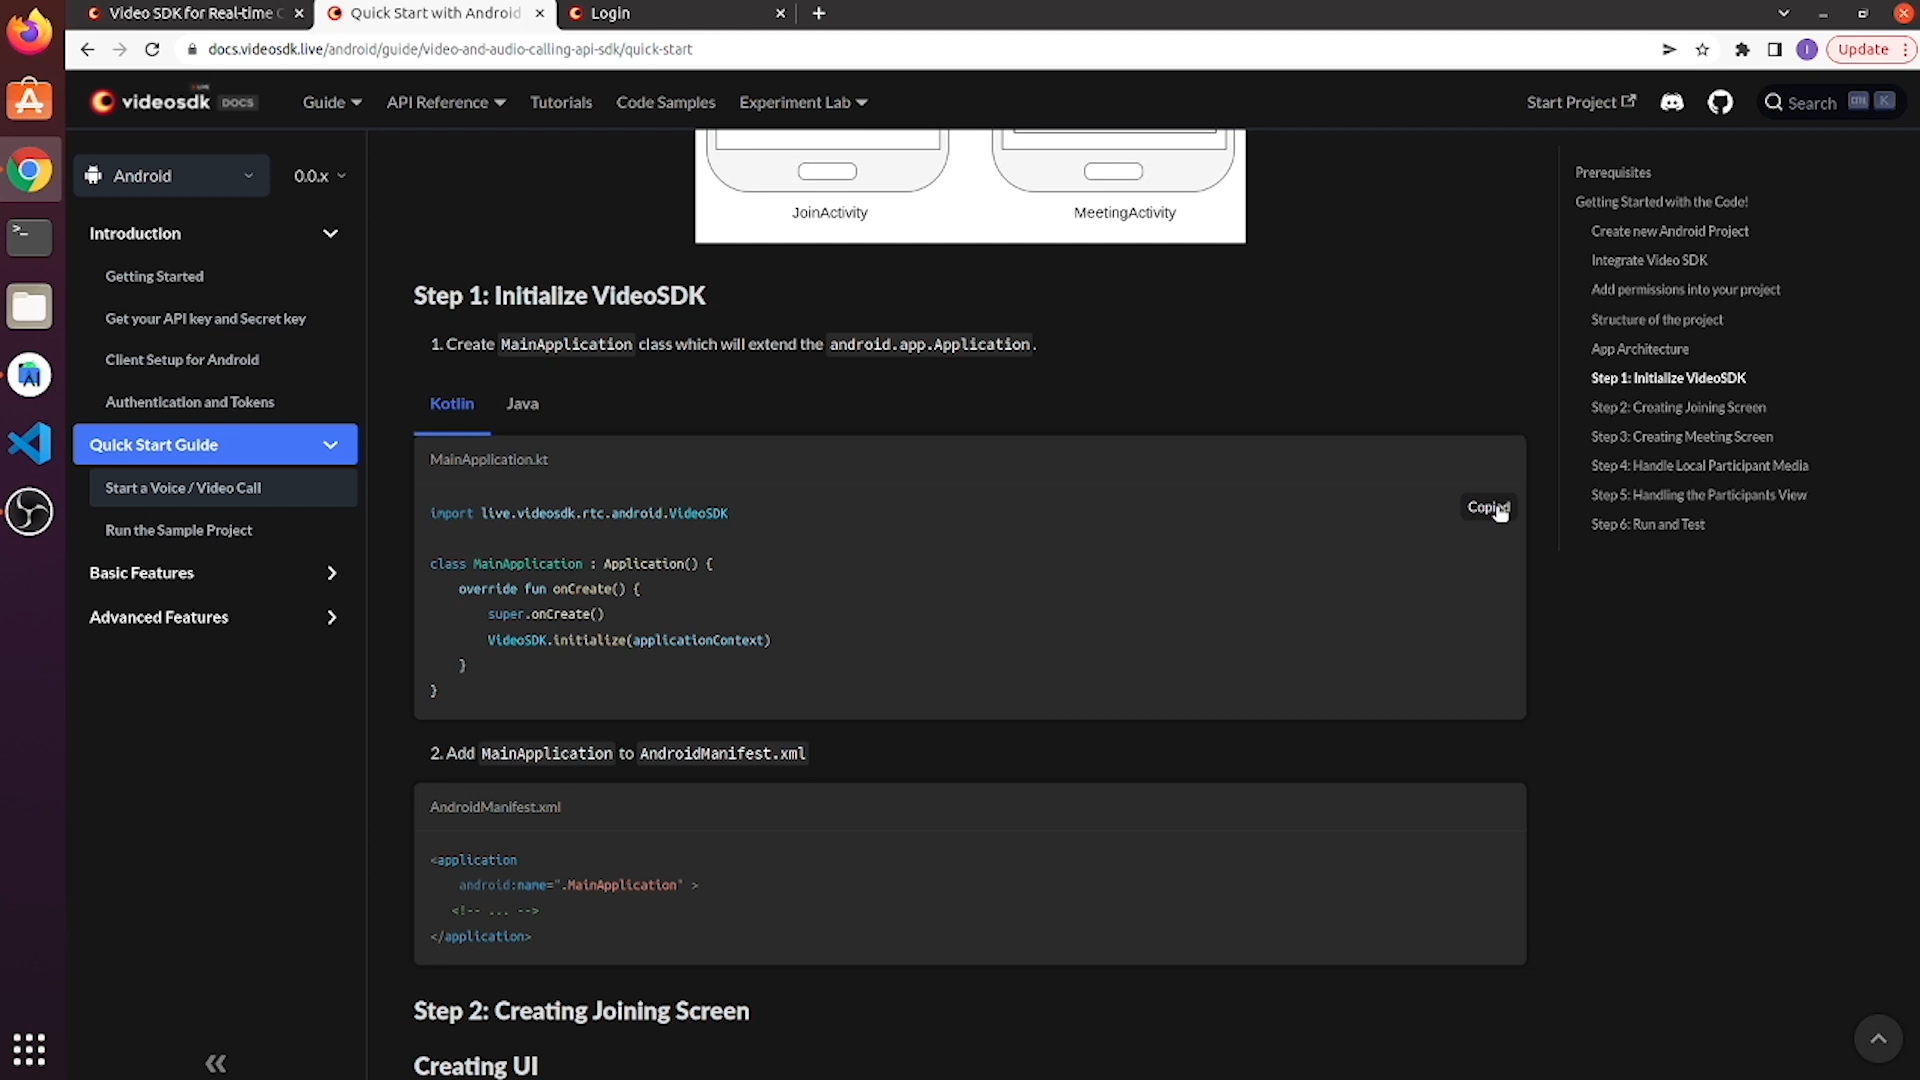 Video SDK for Real-time C
Quick Start with Android
Login
docs.videosdk.live/android/guide/video-and-audio-calling-api-sdk/quick-start
Update
videosdk LIVE DOCS
Guide
API Reference
Tutorials
Code Samples
Experiment Lab
Start Project
Search
K
Android
0.0.x
Introduction
Getting Started
Get your API key and Secret key
Client Setup for Android
Authentication and Tokens
Quick Start Guide
Start a Voice / Video Call
Run the Sample Project
Basic Features
Advanced Features
JoinActivity
MeetingActivity
Step 1: Initialize VideoSDK
1. Create MainApplication class which will extend the android.app.Application.
Kotlin
Java
MainApplication.kt
Copied
import live.videosdk.rtc.android.VideoSDK
class MainApplication : Application() {
override fun onCreate() {
super.onCreate()
VideoSDK.initialize(applicationContext)
}
}
2. Add MainApplication to AndroidManifest.xml
AndroidManifest.xml
<application
android:name=".MainApplication" >
<!-- ... -->
</application>
Step 2: Creating Joining Screen
Creating UI
Prerequisites
Getting Started with the Code!
Create new Android Project
Integrate Video SDK
Add permissions into your project
Structure of the project
App Architecture
Step 1: Initialize VideoSDK
Step 2: Creating Joining Screen
Step 3: Creating Meeting Screen
Step 4: Handle Local Participant Media
Step 5: Handling the Participants View
Step 6: Run and Test